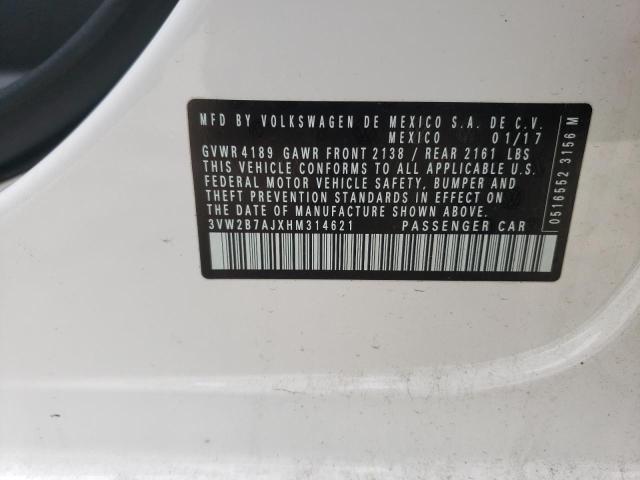 MFD BY VOLKSWAGEN DE MEXICO S.A. DE C.V.
MEXICO 01/17
GVWR 4189 GAWR FRONT 2138 / REAR 2161 LBS
THIS VEHICLE CONFORMS TO ALL APPLICABLE U.S.
FEDERAL MOTOR VEHICLE SAFETY, BUMPER AND
THEFT PREVENTION STANDARDS IN EFFECT ON
THE DATE OF MANUFACTURE SHOWN ABOVE.
3VW2B7AJXHM314621 PASSENGER CAR
0516552 3156 M